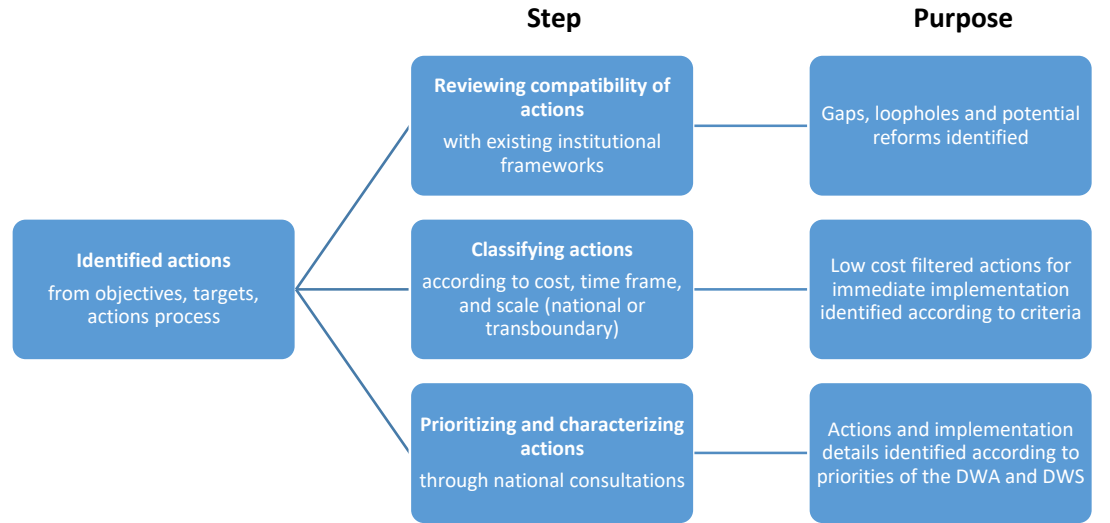 Step
Purpose
Reviewing compatibility of
actions
with existing institutional
frameworks
Gaps, loopholes and potential
reforms identified
Identified actions
from objectives, targets,
actions process
Classifying actions
according to cost, time frame,
and scale (national or
transboundary)
Low cost filtered actions for
immediate implementation
identified according to criteria
Prioritizing and characterizing
actions
through national consultations
Actions and implementation
details identified according to
priorities of the DWA and DWS